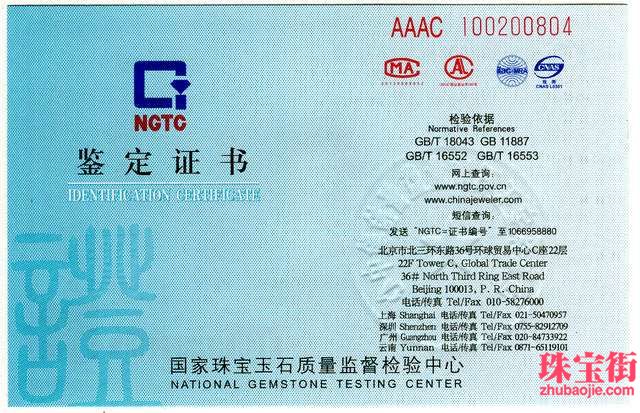 AAAC 100200804
NGTC
鉴定证书
IDENTIFICATION CERTIFICATE
MA
AL
ilac-MRA
CNAS
检验依据
Normative References
GB/T 18043 GB 11887
GB/T 16552 GB/T 16553
网上查询:
www.ngtc.gov.cn
www.chinajeweler.com
短信查询:
发送“NGTC=证书编号”至1066958880
北京市北三环东路36号环球贸易中心C座22层
22F Tower C, Global Trade Center
36# North Third Ring East Road
Beijing 100013, P. R. China
电话/传真 Tel/Fax 010-58276000
上海 Shanghai 电话/传真 Tel/Fax 021-50470957
深圳 Shenzhen 电话/传真 Tel/Fax 0755-82912709
广州 Guangzhou 电话/传真 Tel/Fax 020-84733922
云南 Yunnan 电话/传真 Tel/Fax 0871-65119101
国家珠宝玉石质量监督检验中心
NATIONAL GEMSTONE TESTING CENTER
珠宝街
zhubaojie.com